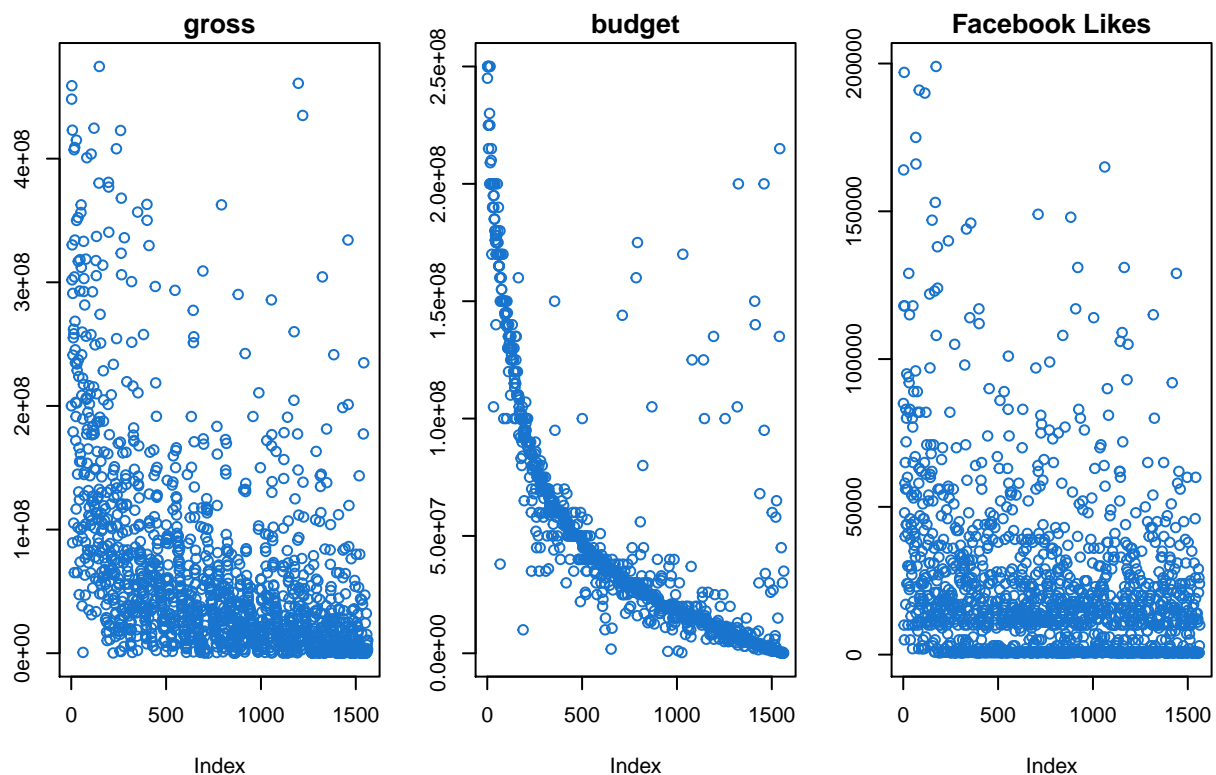 gross
0e+00
1e+08
2e+08
3e+08
4e+08
0
500
1000
1500
Index
budget
0.0e+00
5.0e+07
1.0e+08
1.5e+08
2.0e+08
2.5e+08
0
500
1000
1500
Index
Facebook Likes
0
50000
100000
150000
200000
0
500
1000
1500
Index